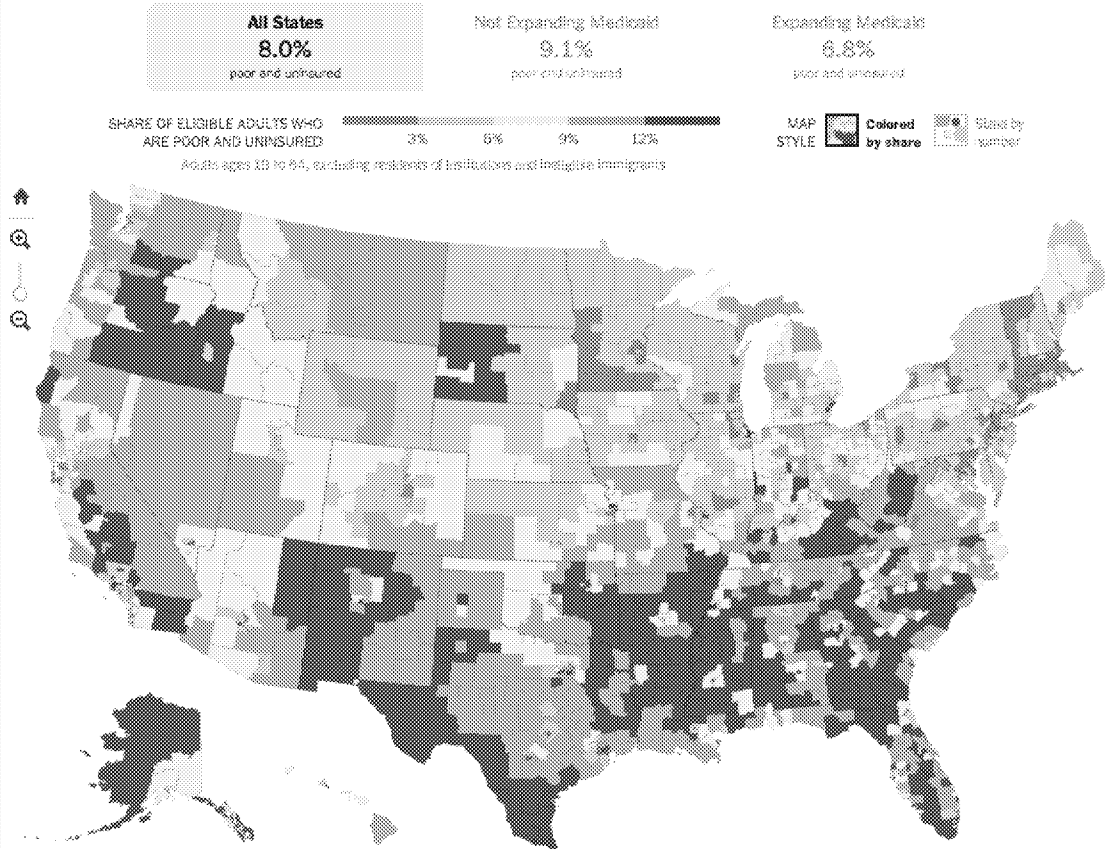 All States
8.0%
poor and uninsured
Not Expanding Medicaid
9.1%
poor and uninsured
Expanding Medicaid
6.8%
poor and uninsured
SHARE OF ELIGIBLE ADULTS WHO
ARE POOR AND UNINSURED
3% 6% 9% 12%
MAP
STYLE
Colored
by share
Sized by
number
Adults ages 19 to 64, excluding residents of institutions and ineligible immigrants